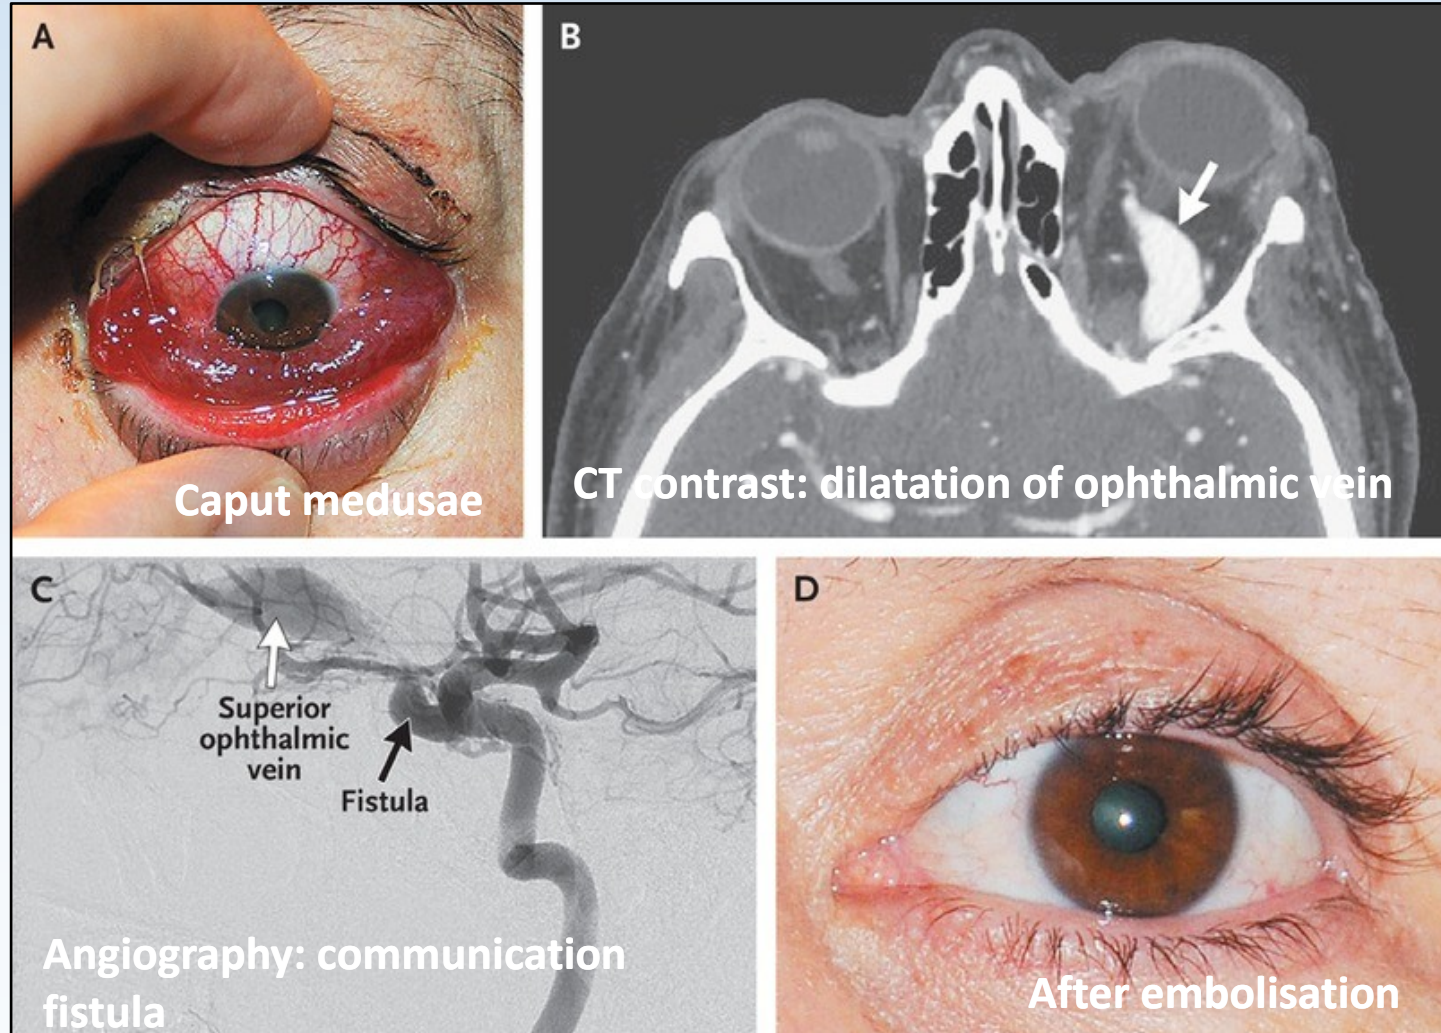 A
Caput medusae
B
CT contrast: dilatation of ophthalmic vein
C
Superior
ophthalmic
vein
Fistula
Angiography: communication
fistula
D
After embolisation